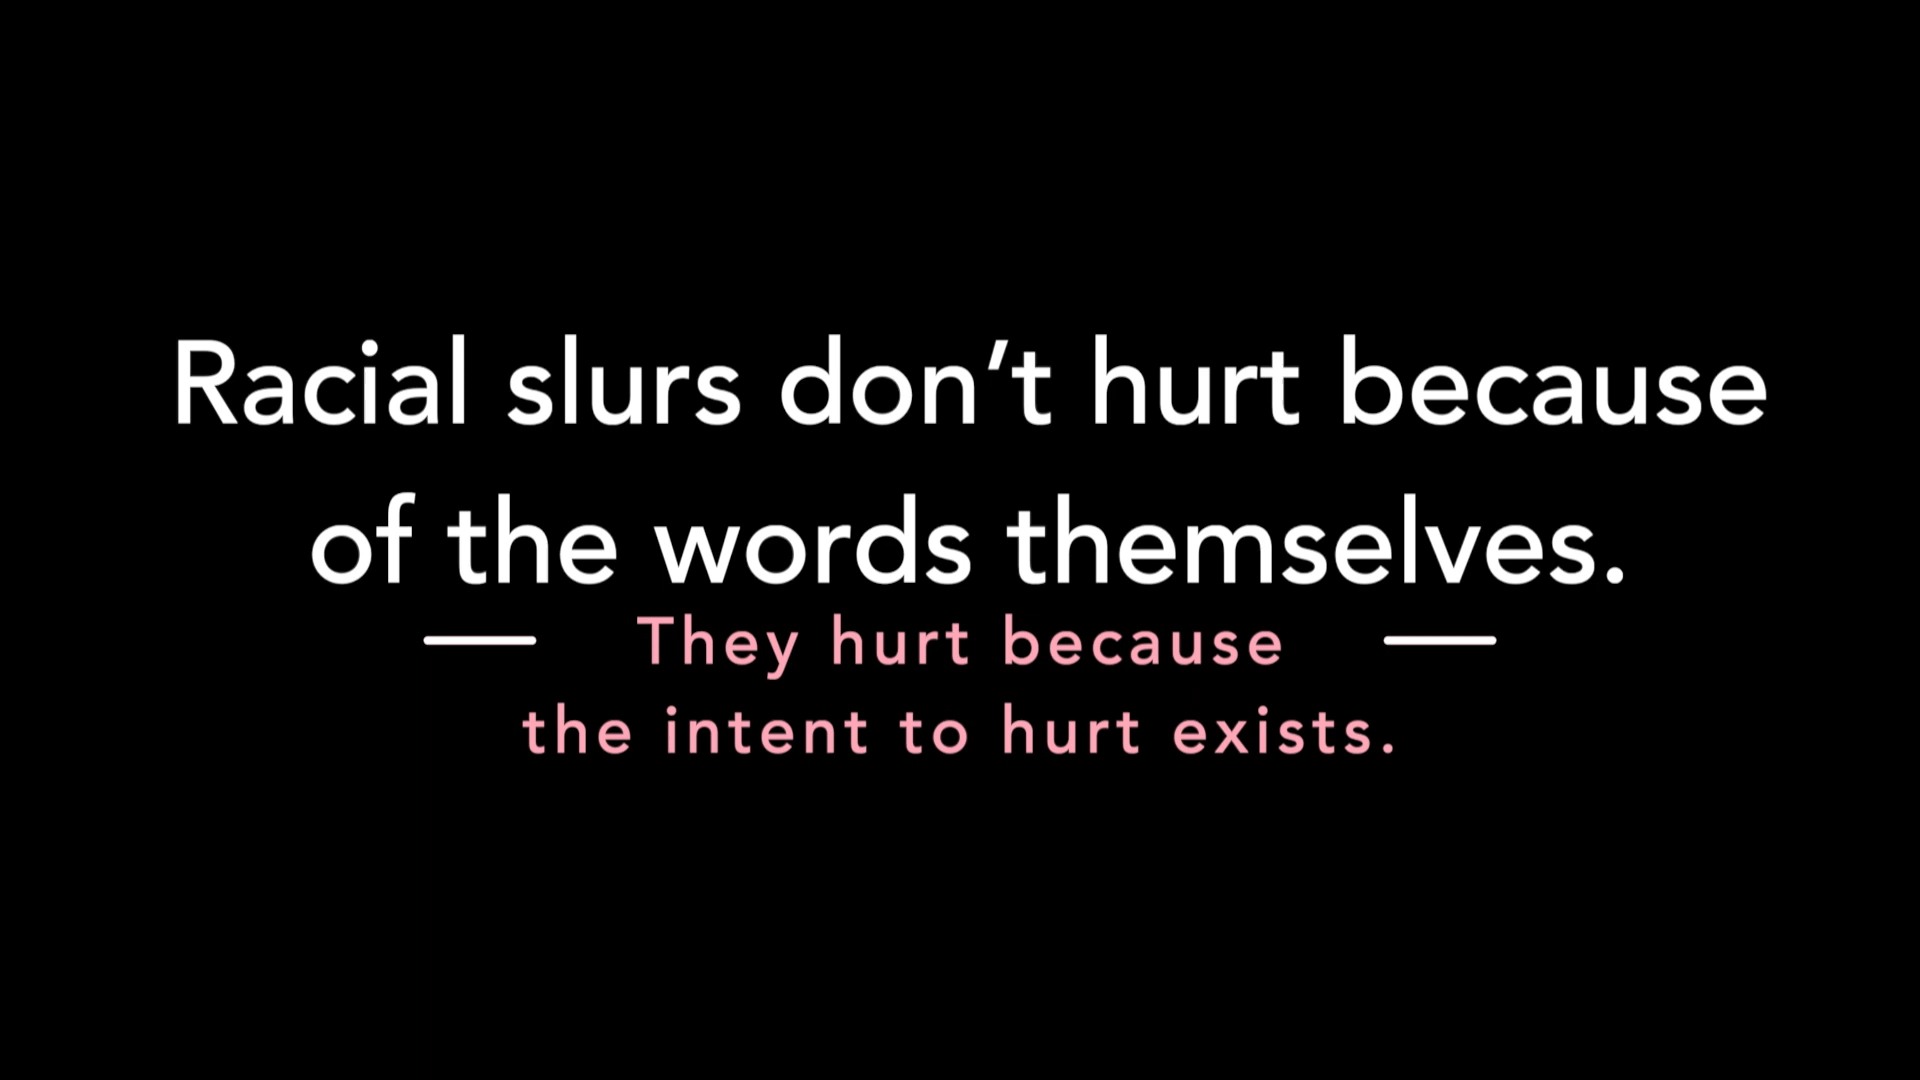 Racial slurs don’t hurt because
of the words themselves.
They hurt because
the intent to hurt exists.